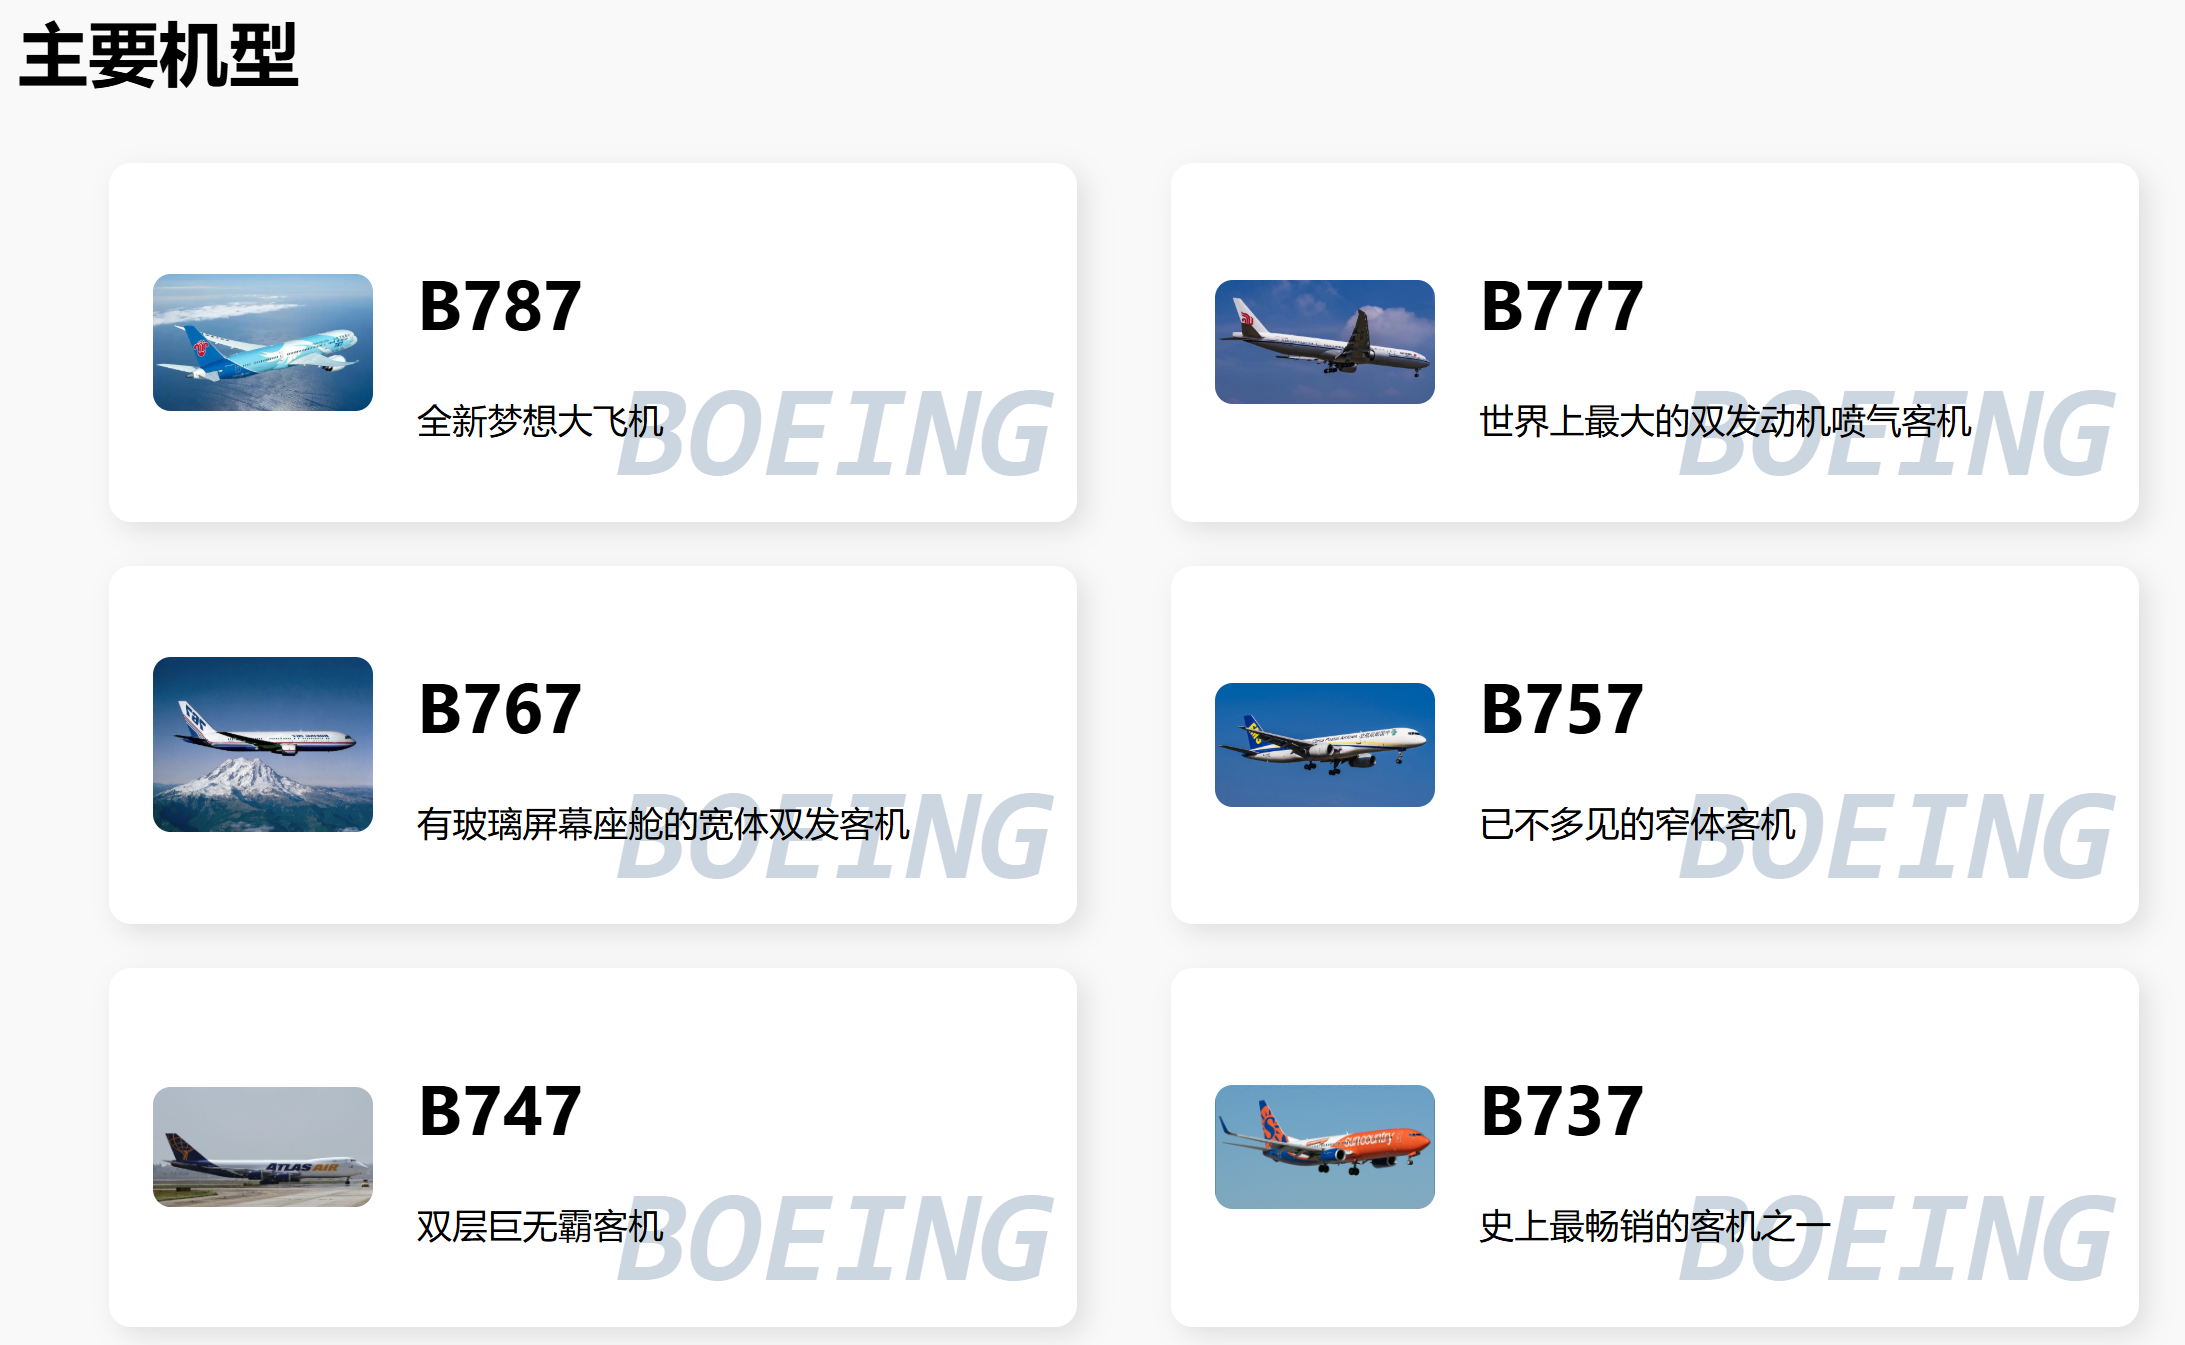 主要机型
B787
全新梦想大飞机
BOEING
B777
世界上最大的双发动机喷气客机
BOEING
B767
有玻璃屏幕座舱的宽体双发客机
BOEING
B757
已不多见的窄体客机
BOEING
B747
双层巨无霸客机
BOEING
ATLAS AIR
B737
史上最畅销的客机之一
BOEING
sun country